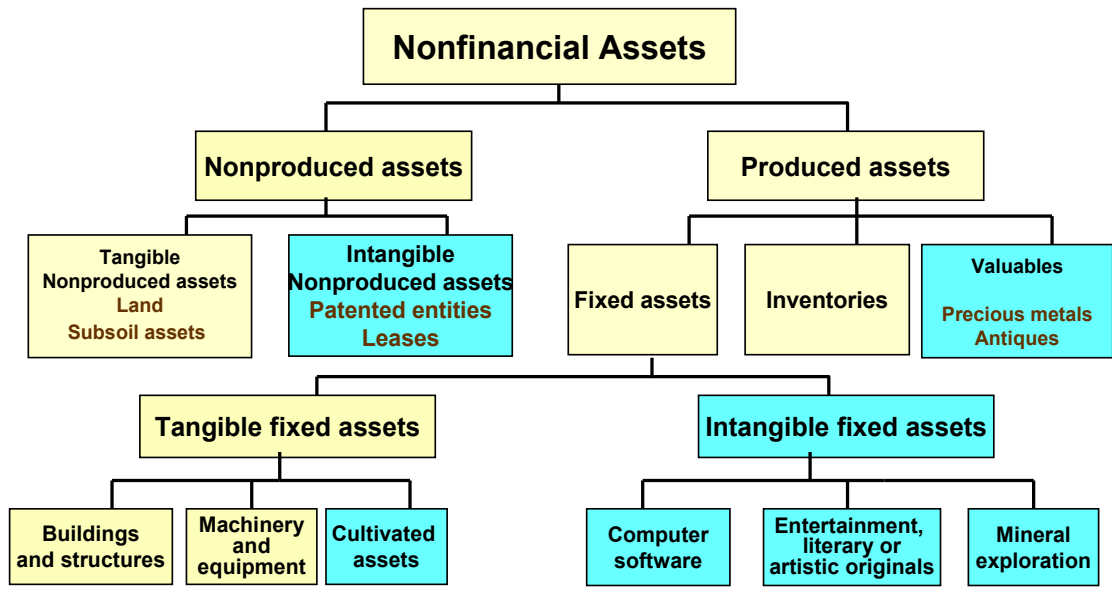 Nonfinancial Assets
Nonproduced assets
Produced assets
Tangible
Nonproduced assets
Land
Subsoil assets
Intangible
Nonproduced assets
Patented entities
Leases
Fixed assets
Inventories
Valuables
Precious metals
Antiques
Tangible fixed assets
Intangible fixed assets
Buildings
and structures
Machinery
and
equipment
Cultivated
assets
Computer
software
Entertainment,
literary or
artistic originals
Mineral
exploration